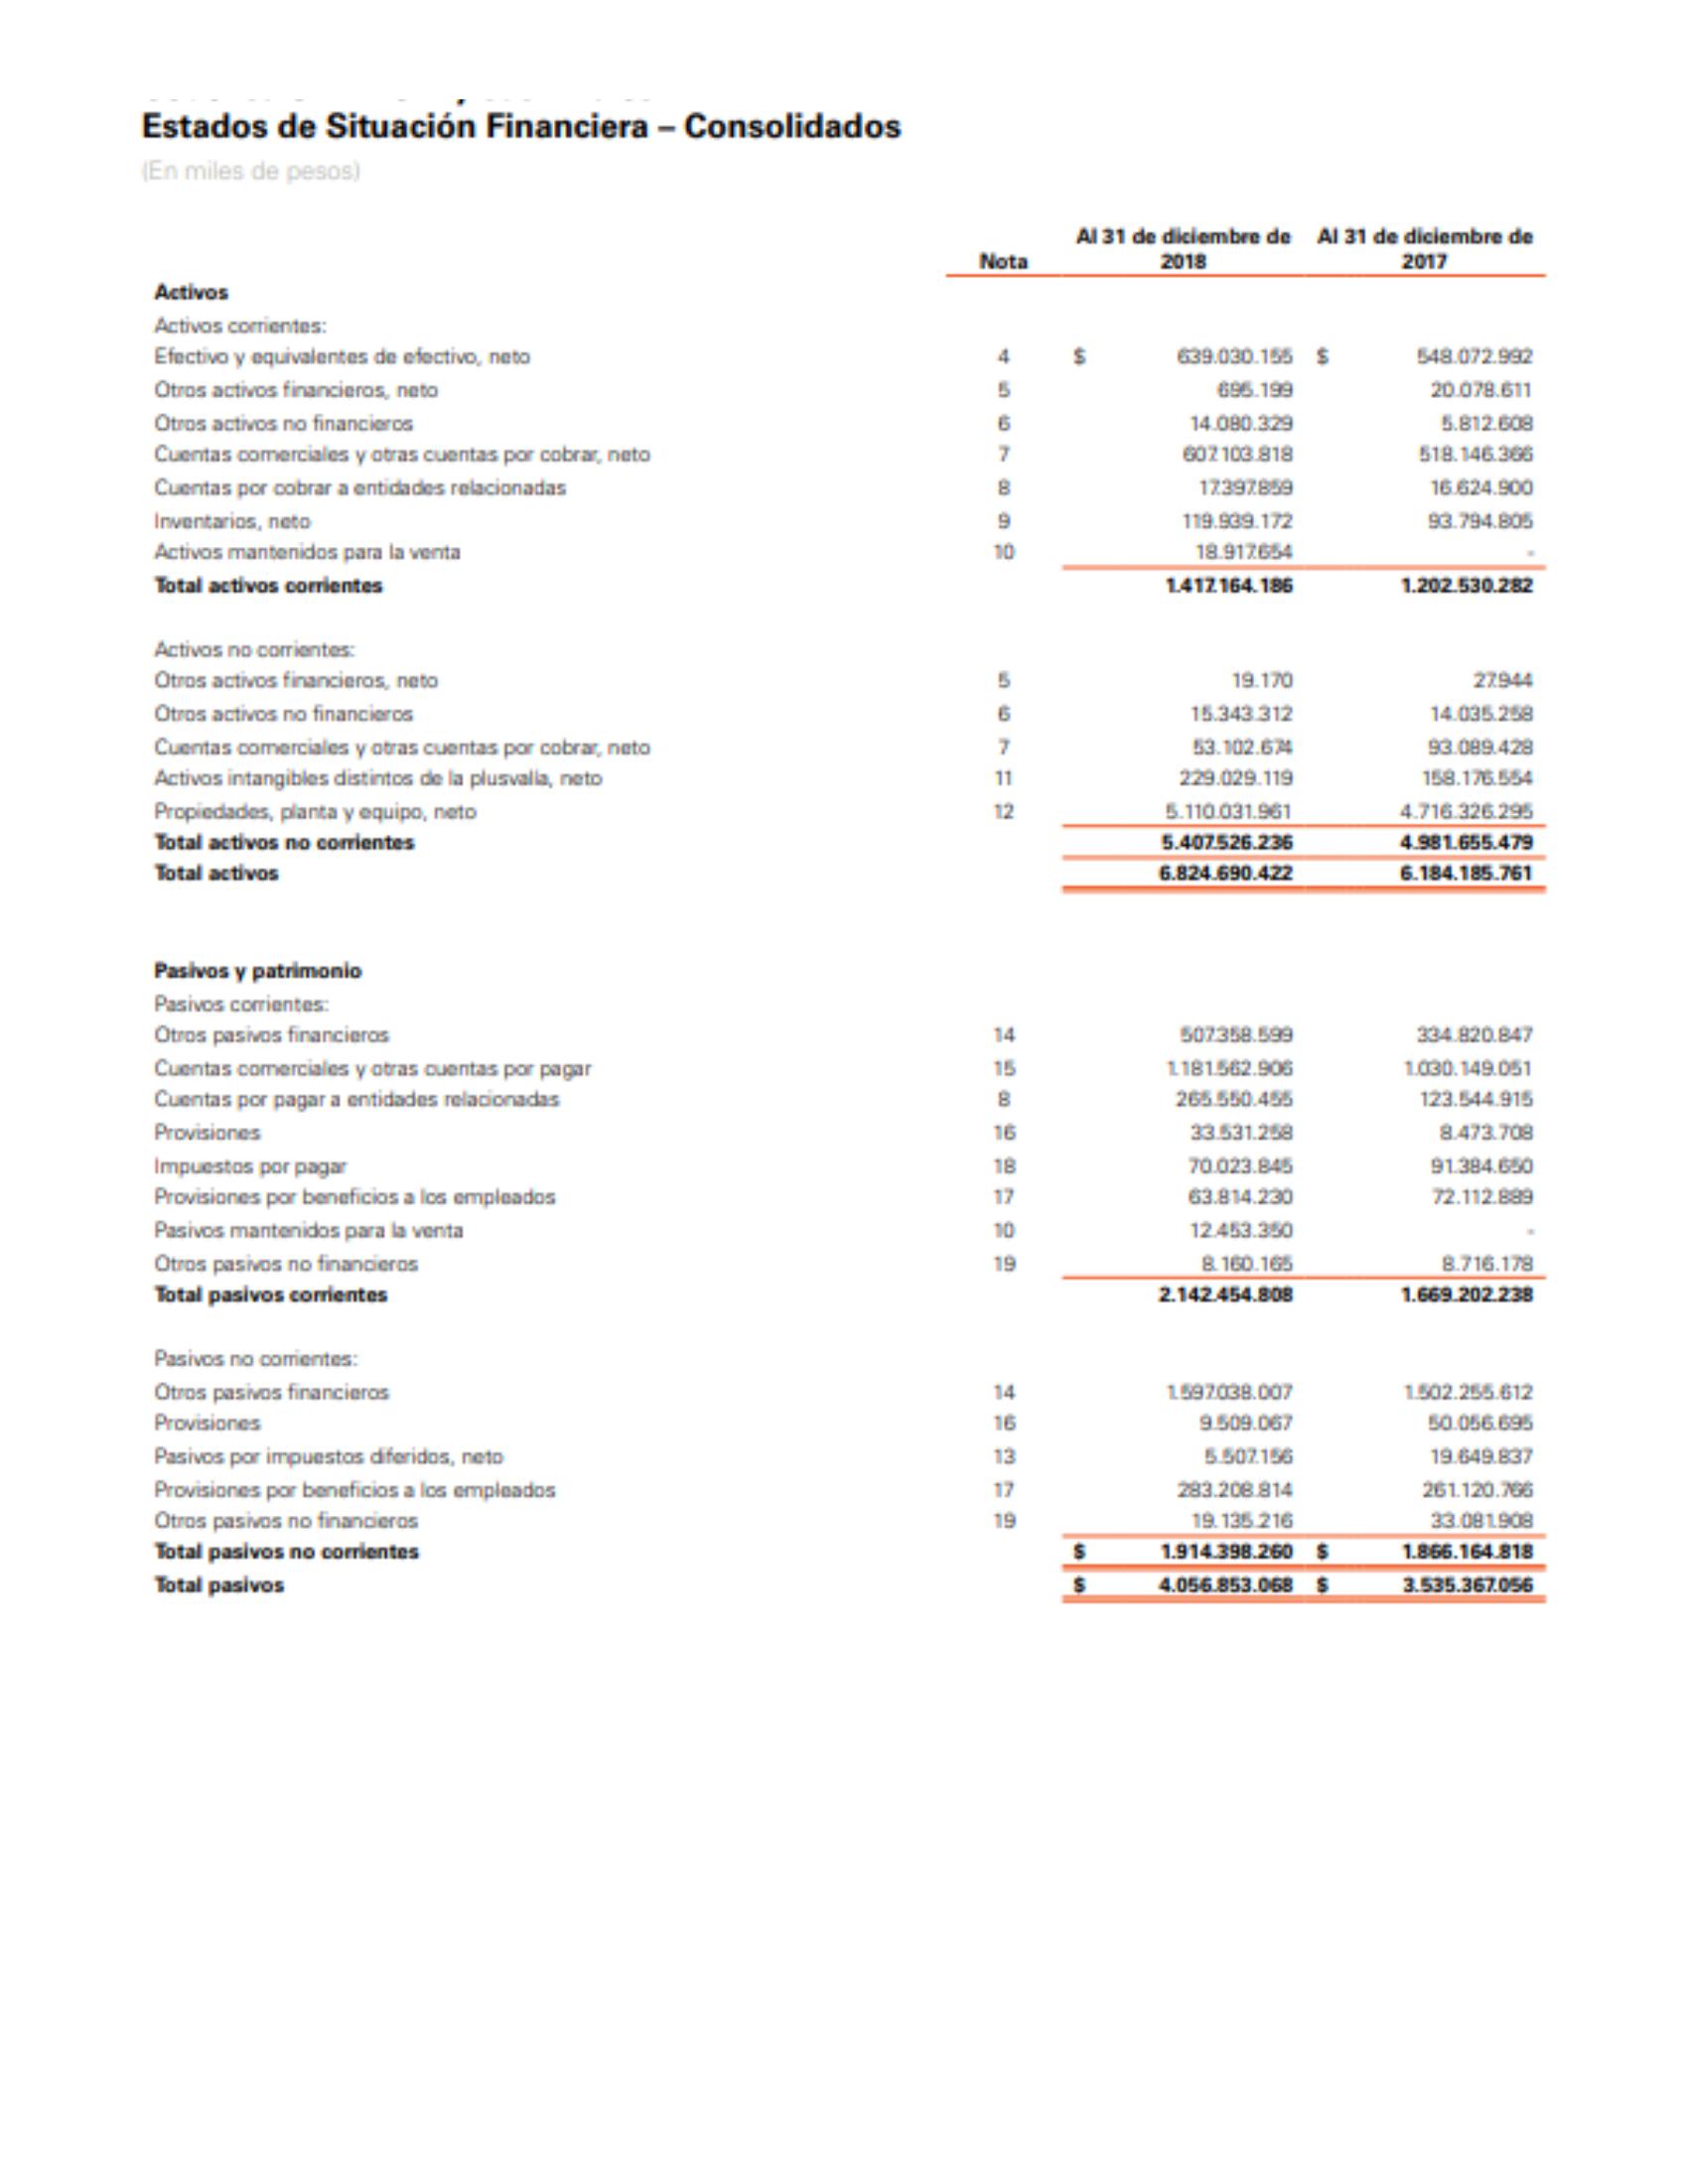 Estados de Situación Financiera – Consolidados
(En miles de pesos)
Al 31 de diciembre de Al 31 de diciembre de
Nota 2018 2017
Activos
Activos corrientes:
Efectivo y equivalentes de efectivo, neto 4 $ 639.030.155 $ 548.072.992
Otros activos financieros, neto 5 695.199 20.078.611
Otros activos no financieros 6 14.080.329 5.812.608
Cuentas comerciales y otras cuentas por cobrar, neto 7 607.103.818 518.146.366
Cuentas por cobrar a entidades relacionadas 8 17.397.859 16.624.900
Inventarios, neto 9 119.939.172 93.794.805
Activos mantenidos para la venta 10 18.917.654 -
Total activos corrientes 1.417.164.186 1.202.530.282
Activos no corrientes:
Otros activos financieros, neto 5 19.170 27.944
Otros activos no financieros 6 15.343.312 14.035.258
Cuentas comerciales y otras cuentas por cobrar, neto 7 53.102.674 93.089.428
Activos intangibles distintos de la plusvalía, neto 11 229.029.119 158.176.554
Propiedades, planta y equipo, neto 12 5.110.031.961 4.716.326.295
Total activos no corrientes 5.407.526.236 4.981.655.479
Total activos 6.824.690.422 6.184.185.761
Pasivos y patrimonio
Pasivos corrientes:
Otros pasivos financieros 14 507.358.599 334.820.847
Cuentas comerciales y otras cuentas por pagar 15 1.181.562.906 1.030.149.051
Cuentas por pagar a entidades relacionadas 8 265.550.455 123.544.915
Provisiones 16 33.531.258 8.473.708
Impuestos por pagar 18 70.023.845 91.384.650
Provisiones por beneficios a los empleados 17 63.814.230 72.112.889
Pasivos mantenidos para la venta 10 12.453.350 -
Otros pasivos no financieros 19 8.160.165 8.716.178
Total pasivos corrientes 2.142.454.808 1.669.202.238
Pasivos no corrientes:
Otros pasivos financieros 14 1.597.038.007 1.502.255.612
Provisiones 16 9.509.067 50.056.695
Pasivos por impuestos diferidos, neto 13 5.507.156 19.649.837
Provisiones por beneficios a los empleados 17 283.208.814 261.120.766
Otros pasivos no financieros 19 19.135.216 33.081.908
Total pasivos no corrientes $ 1.914.398.260 $ 1.866.164.818
Total pasivos $ 4.056.853.068 $ 3.535.367.056